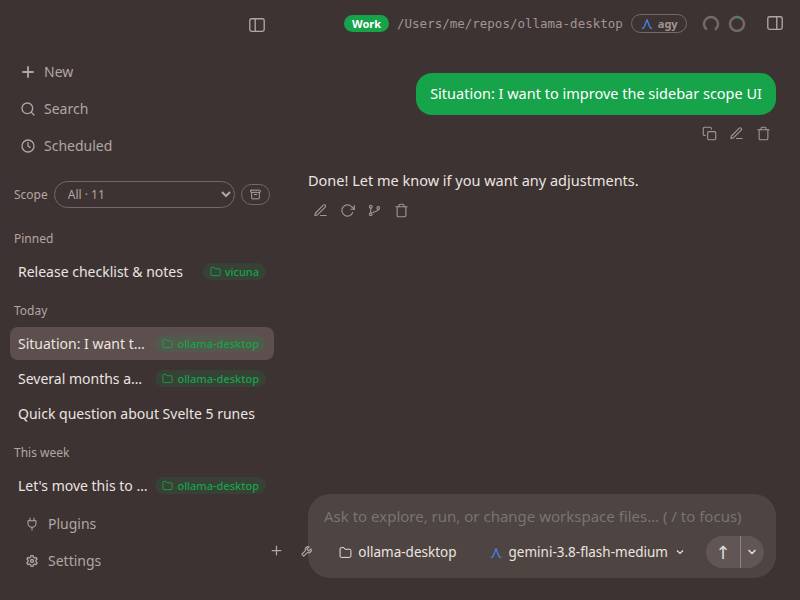 Work /Users/me/repos/ollama-desktop agy
New
Search
Scheduled
Scope All · 11
Pinned
Release checklist & notes vicuna
Today
Situation: I want t... ollama-desktop
Several months a... ollama-desktop
Quick question about Svelte 5 runes
This week
Let's move this to ... ollama-desktop
Plugins
Settings
Situation: I want to improve the sidebar scope UI
Done! Let me know if you want any adjustments.
Ask to explore, run, or change workspace files... ( / to focus)
ollama-desktop gemini-3.8-flash-medium